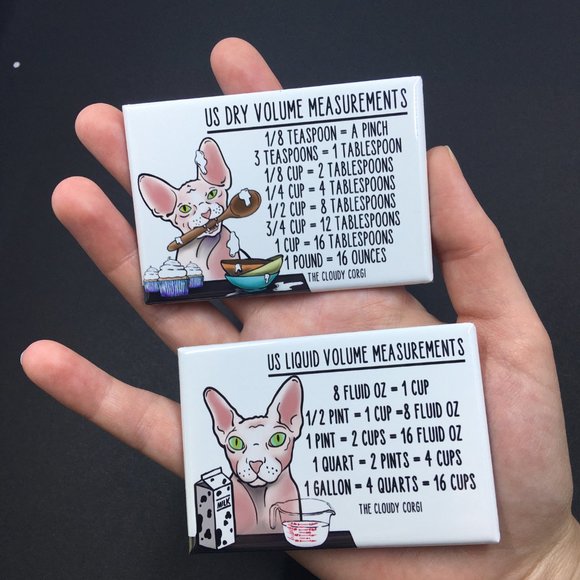 US DRY VOLUME MEASUREMENTS
1/8 TEASPOON = A PINCH
3 TEASPOONS = 1 TABLESPOON
1/8 CUP = 2 TABLESPOONS
1/4 CUP = 4 TABLESPOONS
1/2 CUP = 8 TABLESPOONS
3/4 CUP = 12 TABLESPOONS
1 CUP = 16 TABLESPOONS
1 POUND = 16 OUNCES
THE CLOUDY CORGI
US LIQUID VOLUME MEASUREMENTS
8 FLUID OZ = 1 CUP
1/2 PINT = 1 CUP =8 FLUID OZ
1 PINT = 2 CUPS = 16 FLUID OZ
1 QUART = 2 PINTS = 4 CUPS
1 GALLON = 4 QUARTS = 16 CUPS
THE CLOUDY CORGI
MILK